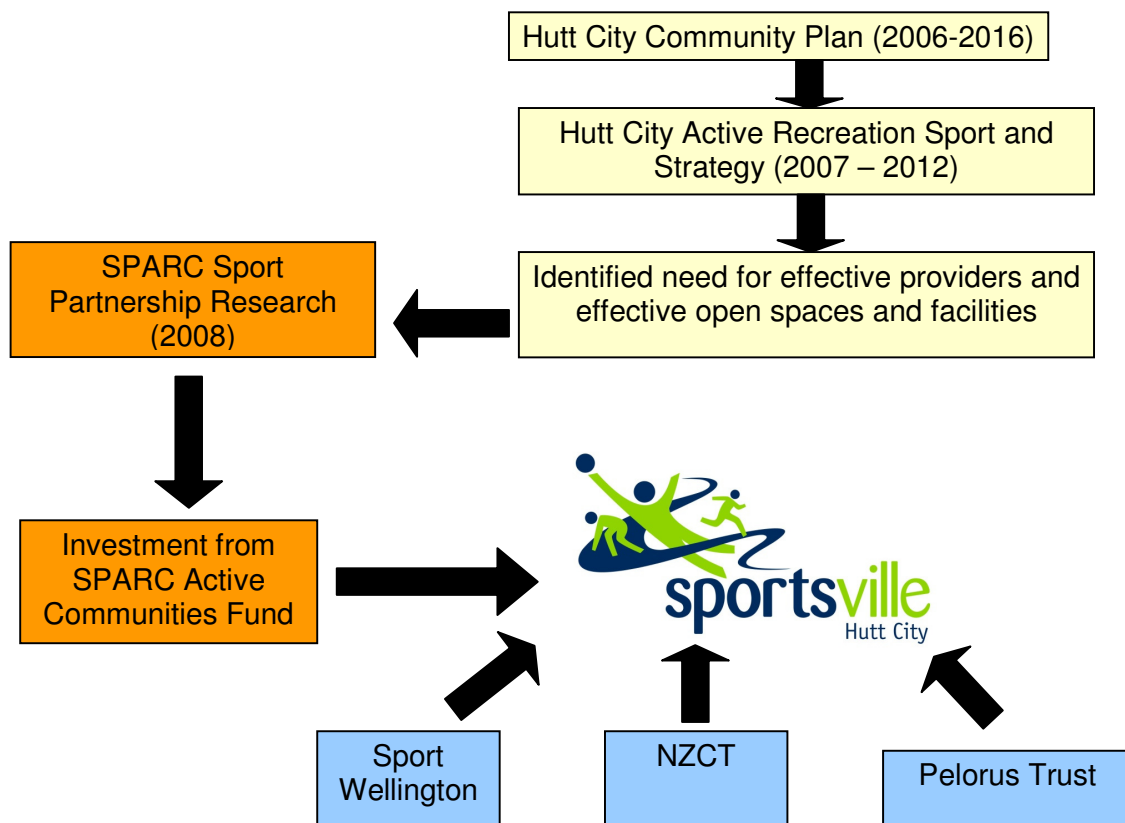 Hutt City Community Plan (2006-2016)
Hutt City Active Recreation Sport and
Strategy (2007 – 2012)
Identified need for effective providers and
effective open spaces and facilities
SPARC Sport
Partnership Research
(2008)
Investment from
SPARC Active
Communities Fund
sportsville
Hutt City
Sport
Wellington
NZCT
Pelorus Trust